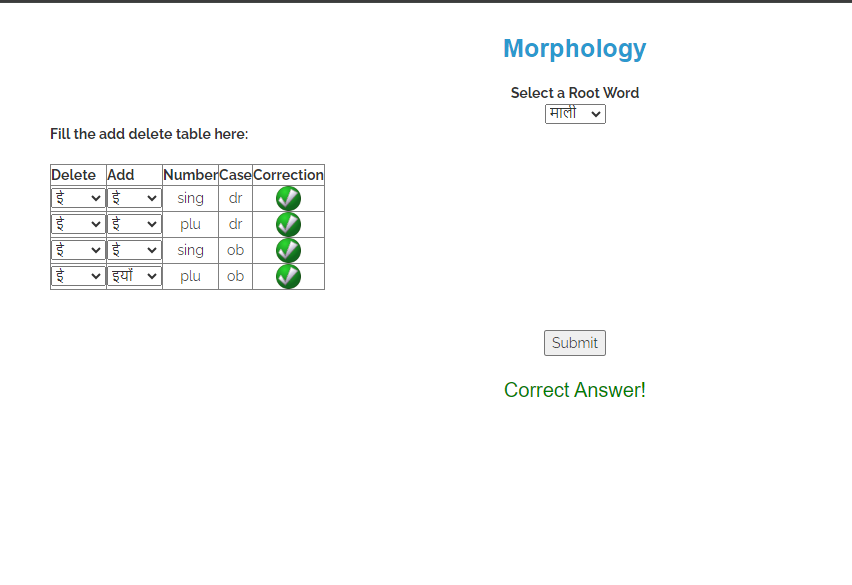 Morphology
Select a Root Word
माली
Fill the add delete table here:
Delete Add Number Case Correction
ई ई sing dr
ई ई plu dr
ई ई sing ob
ई इयों plu ob
Submit
Correct Answer!